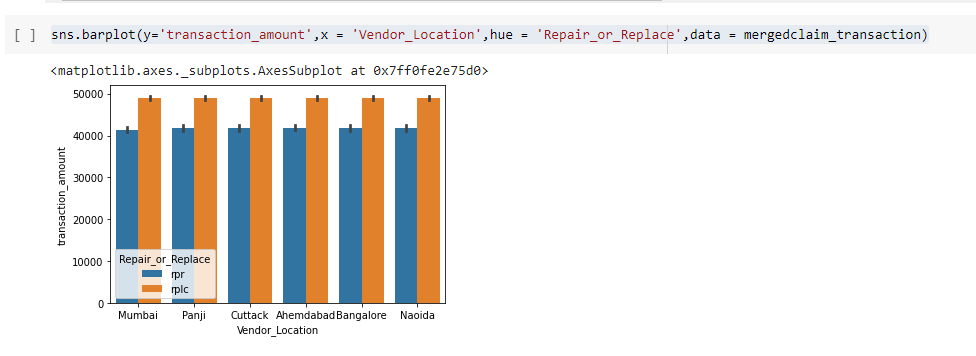 [ ] sns.barplot(y='transaction_amount',x = 'Vendor_Location',hue = 'Repair_or_Replace',data = mergedclaim_transaction)
<matplotlib.axes._subplots.AxesSubplot at 0x7ff0fe2e75d0>
50000
40000
30000
20000
10000
0
transaction_amount
Repair_or_Replace
rpr
rplc
Mumbai Panji Cuttack Ahemdabad Bangalore Naoida
Vendor_Location